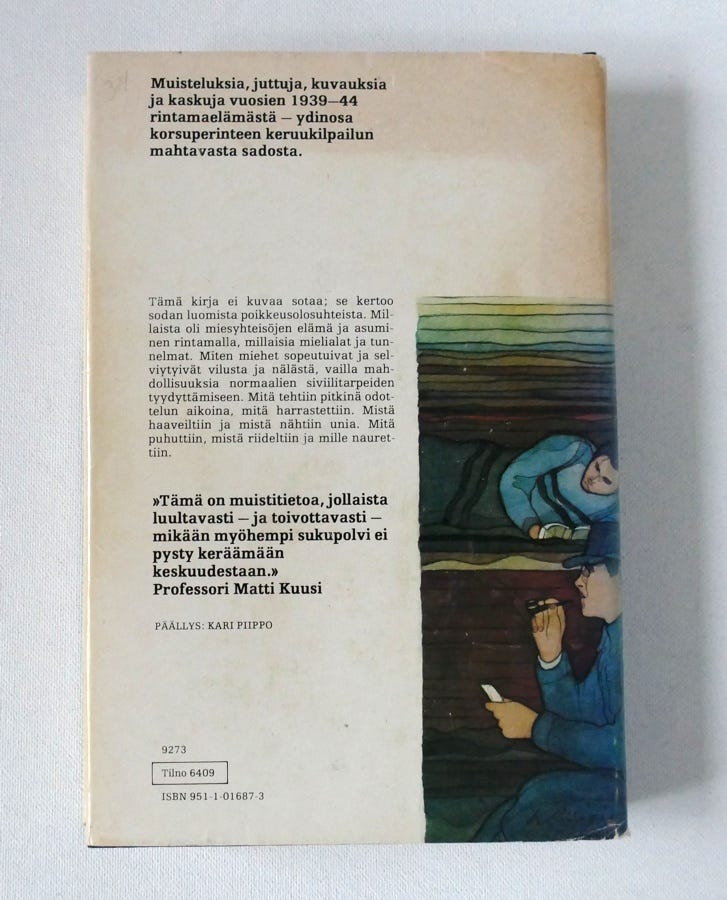 Muisteluksia, juttuja, kuvauksia
ja kaskuja vuosien 1939—44
rintamaelämästä — ydinosa
korsuperinteen keruukilpailun
mahtavasta sadosta.
Tämä kirja ei kuvaa sotaa; se kertoo
sodan luomista poikkeusolosuhteista. Mil-
laista oli miesyhteisöjen elämä ja asumi-
nen rintamalla, millaisia mielialat ja tun-
nelmat. Miten miehet sopeutuivat ja sel-
viytyivät vilusta ja nälästä, vailla mah-
dollisuuksia normaalien siviilitarpeiden
tyydyttämiseen. Mitä tehtiin pitkinä odot-
telun aikoina, mitä harrastettiin. Mistä
haaveiltiin ja mistä nähtiin unia. Mitä
puhuttiin, mistä riideltiin ja mille nauret-
tiin.
»Tämä on muistitietoa, jollaista
luultavasti — ja toivottavasti —
mikään myöhempi sukupolvi ei
pysty keräämään
keskuudestaan.»
Professori Matti Kuusi
PÄÄLLYS: KARI PIIPPO
9273
Tilno 6409
ISBN 951-1-01687-3